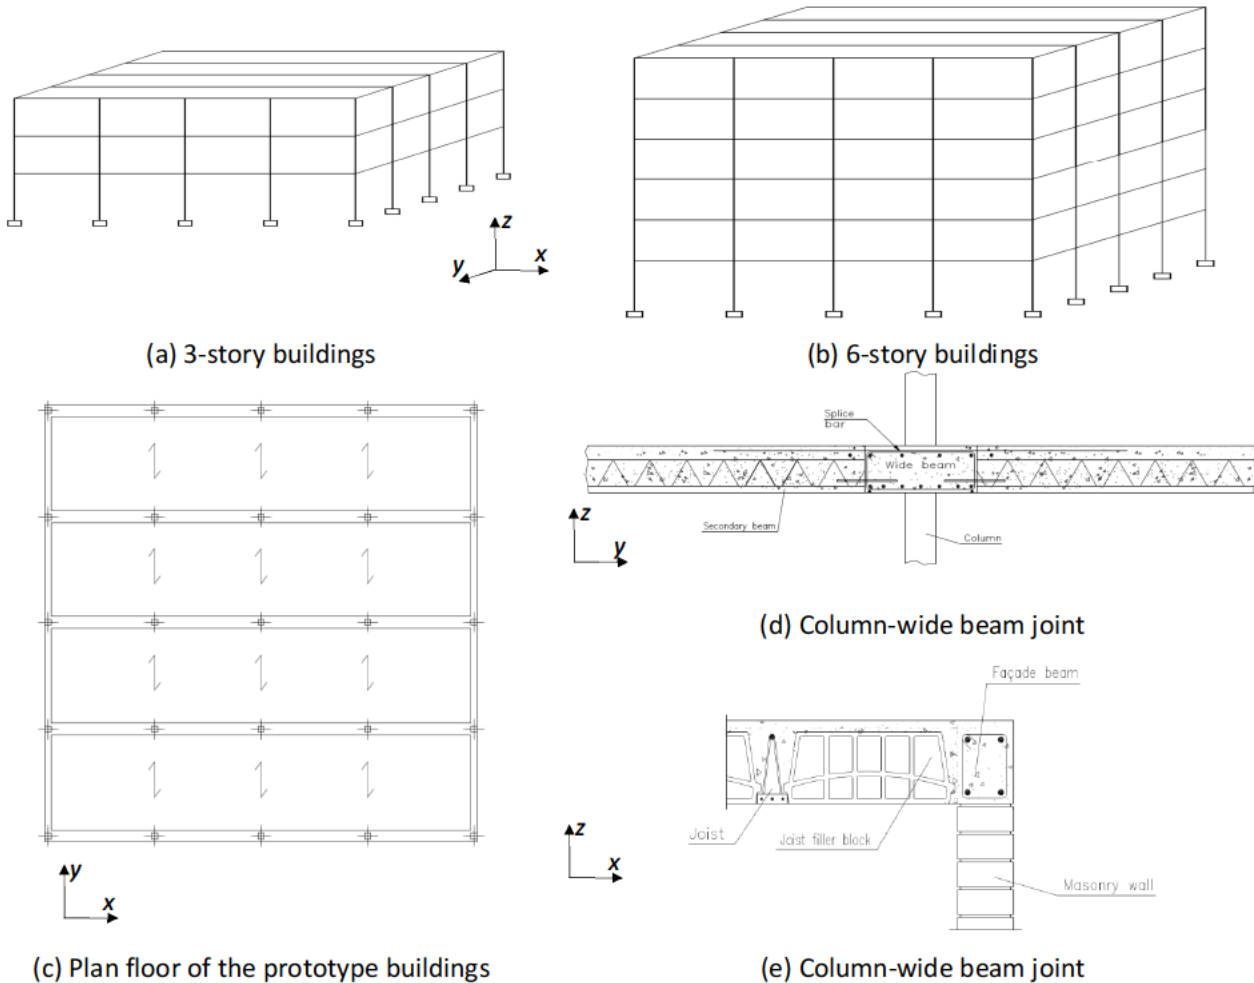 z
x
y
(a) 3-story buildings
(b) 6-story buildings
Splice
bar
Wide beam
Secondary beam
Column
z
y
(d) Column-wide beam joint
y
x
(c) Plan floor of the prototype buildings
Façade beam
Joist
Joist filler block
Masonry wall
z
x
(e) Column-wide beam joint